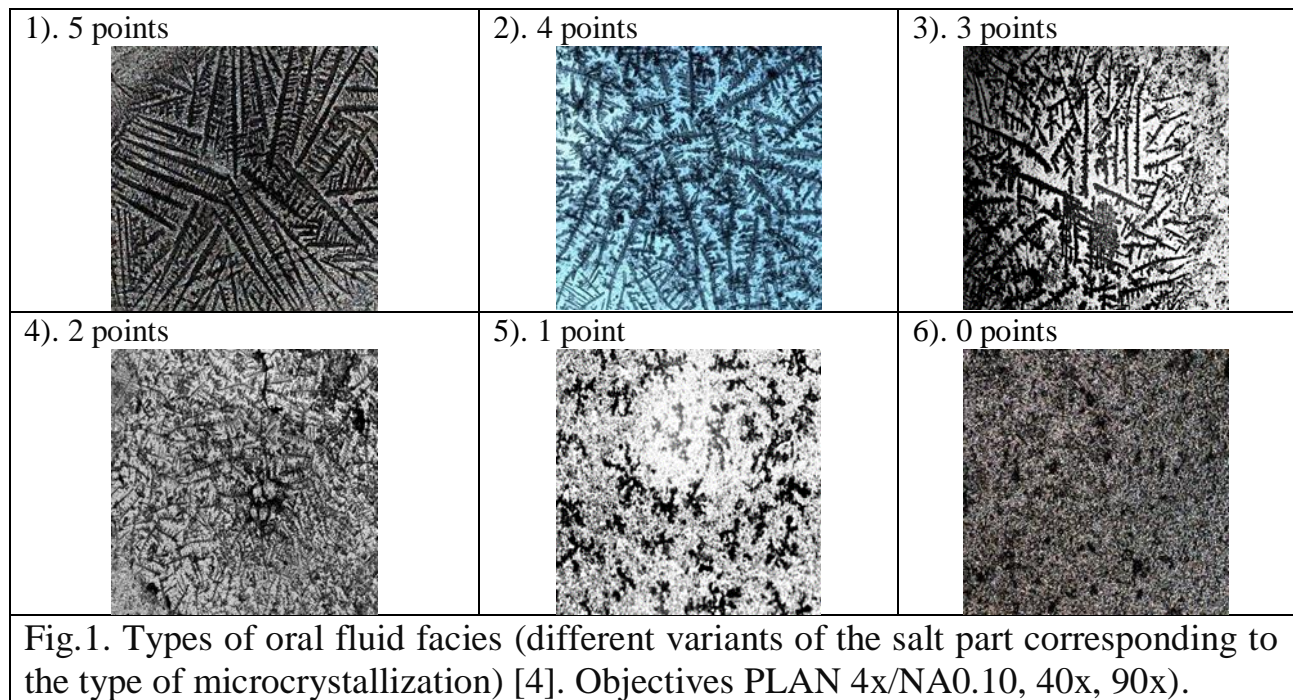 1). 5 points
2). 4 points
3). 3 points
4). 2 points
5). 1 point
6). 0 points
Fig.1. Types of oral fluid facies (different variants of the salt part corresponding to
the type of microcrystallization) [4]. Objectives PLAN 4x/NA0.10, 40x, 90x).